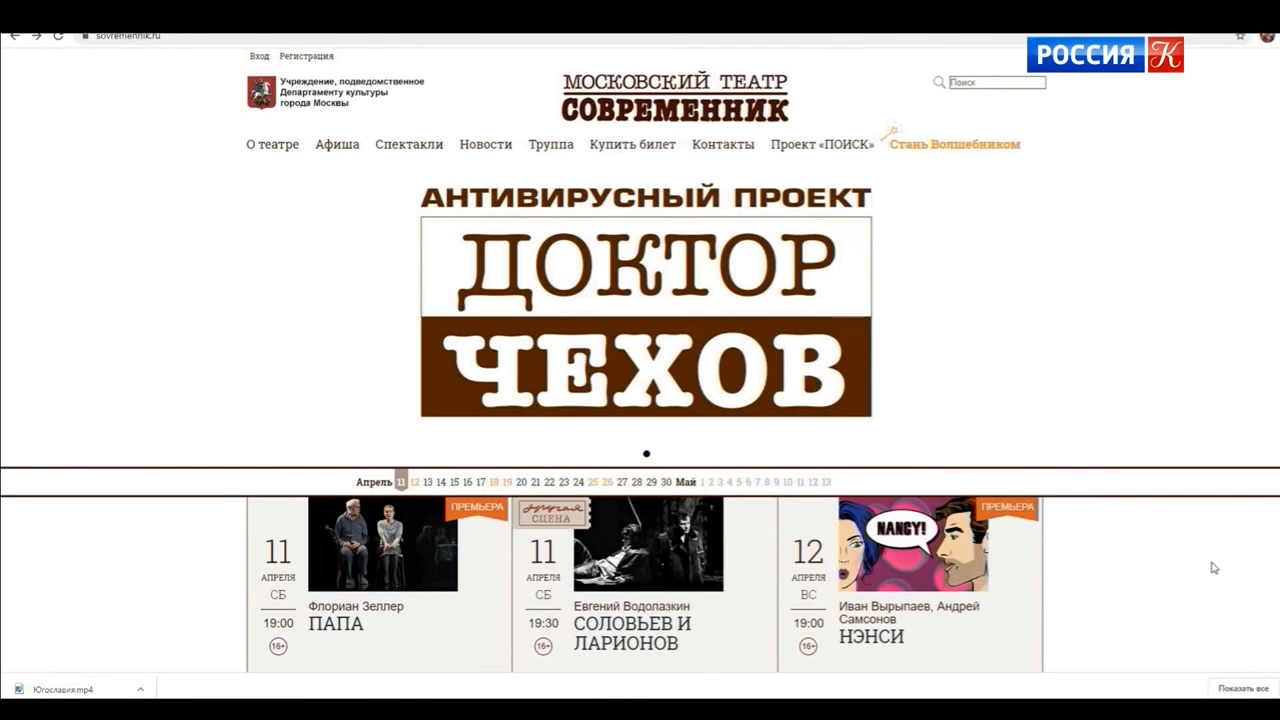 sovremennik.ru
РОССИЯ К
Вход Регистрация
Учреждение, подведомственное
Департаменту культуры
города Москвы
МОСКОВСКИЙ ТЕАТР
СОВРЕМЕННИК
Поиск
О театре Афиша Спектакли Новости Труппа Купить билет Контакты Проект «ПОИСК» Стань Волшебником
АНТИВИРУСНЫЙ ПРОЕКТ
ДОКТОР
ЧЕХОВ
Апрель 11 12 13 14 15 16 17 18 19 20 21 22 23 24 25 26 27 28 29 30 Май 1 2 3 4 5 6 7 8 9 10 11 12 13
11
АПРЕЛЯ
СБ
19:00
16+
ПРЕМЬЕРА
Флориан Зеллер
ПАПА
другая
СЦЕНА
11
АПРЕЛЯ
СБ
19:30
16+
Евгений Водолазкин
СОЛОВЬЕВ И
ЛАРИОНОВ
12
АПРЕЛЯ
ВС
19:00
16+
NANCY!
ПРЕМЬЕРА
Иван Вырыпаев, Андрей
Самсонов
НЭНСИ
Югославия.mp4
Показать все